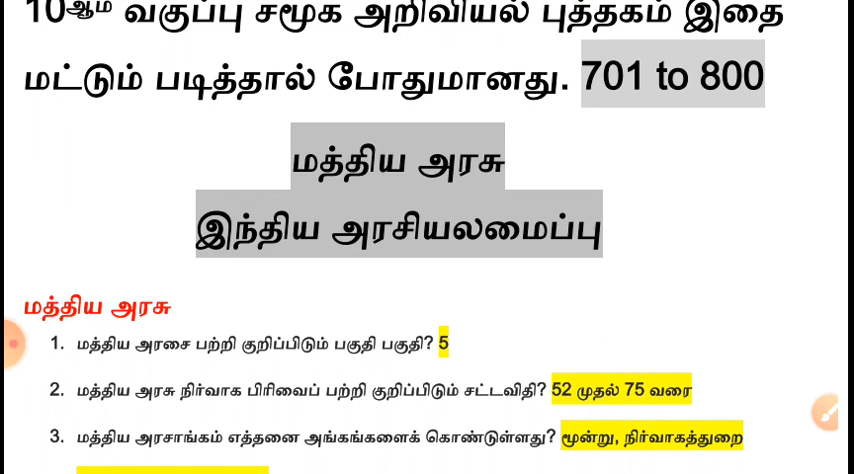 10ஆம் வகுப்பு சமூக அறிவியல் புத்தகம் இதை
மட்டும் படித்தால் போதுமானது. 701 to 800
மத்திய அரசு
இந்திய அரசியலமைப்பு
மத்திய அரசு
1. மத்திய அரசை பற்றி குறிப்பிடும் பகுதி பகுதி? 5
2. மத்திய அரசு நிர்வாக பிரிவைப் பற்றி குறிப்பிடும் சட்டவிதி? 52 முதல் 75 வரை
3. மத்திய அரசாங்கம் எத்தனை அங்கங்களைக் கொண்டுள்ளது? மூன்று, நிர்வாகத்துறை